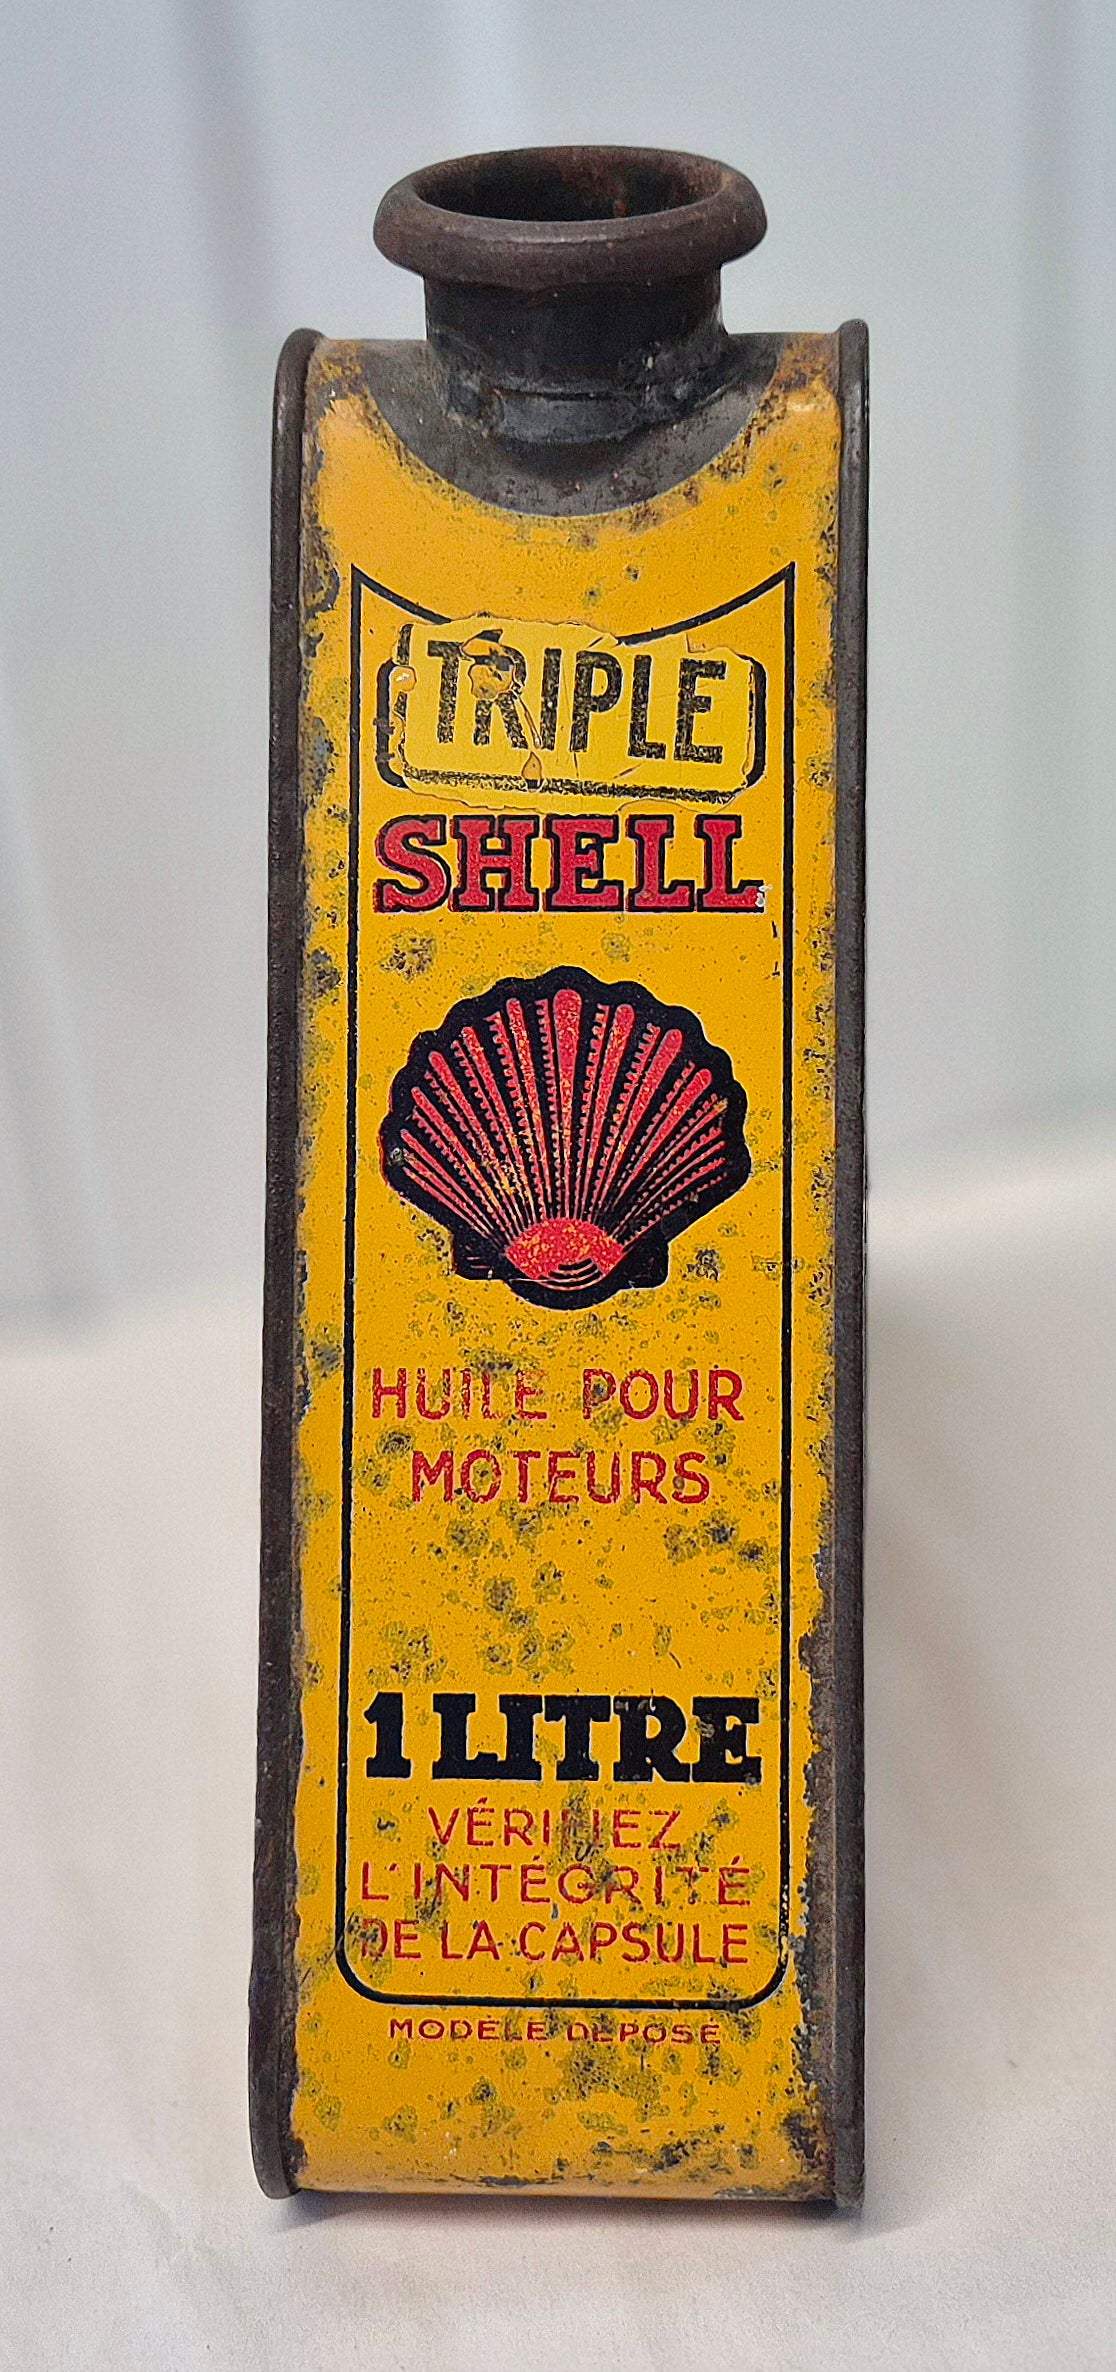 TRIPLE
SHELL
HUILE POUR
MOTEURS
1 LITRE
VÉRIFIEZ
L'INTÉGRITÉ
DE LA CAPSULE
MODÈLE DÉPOSÉ